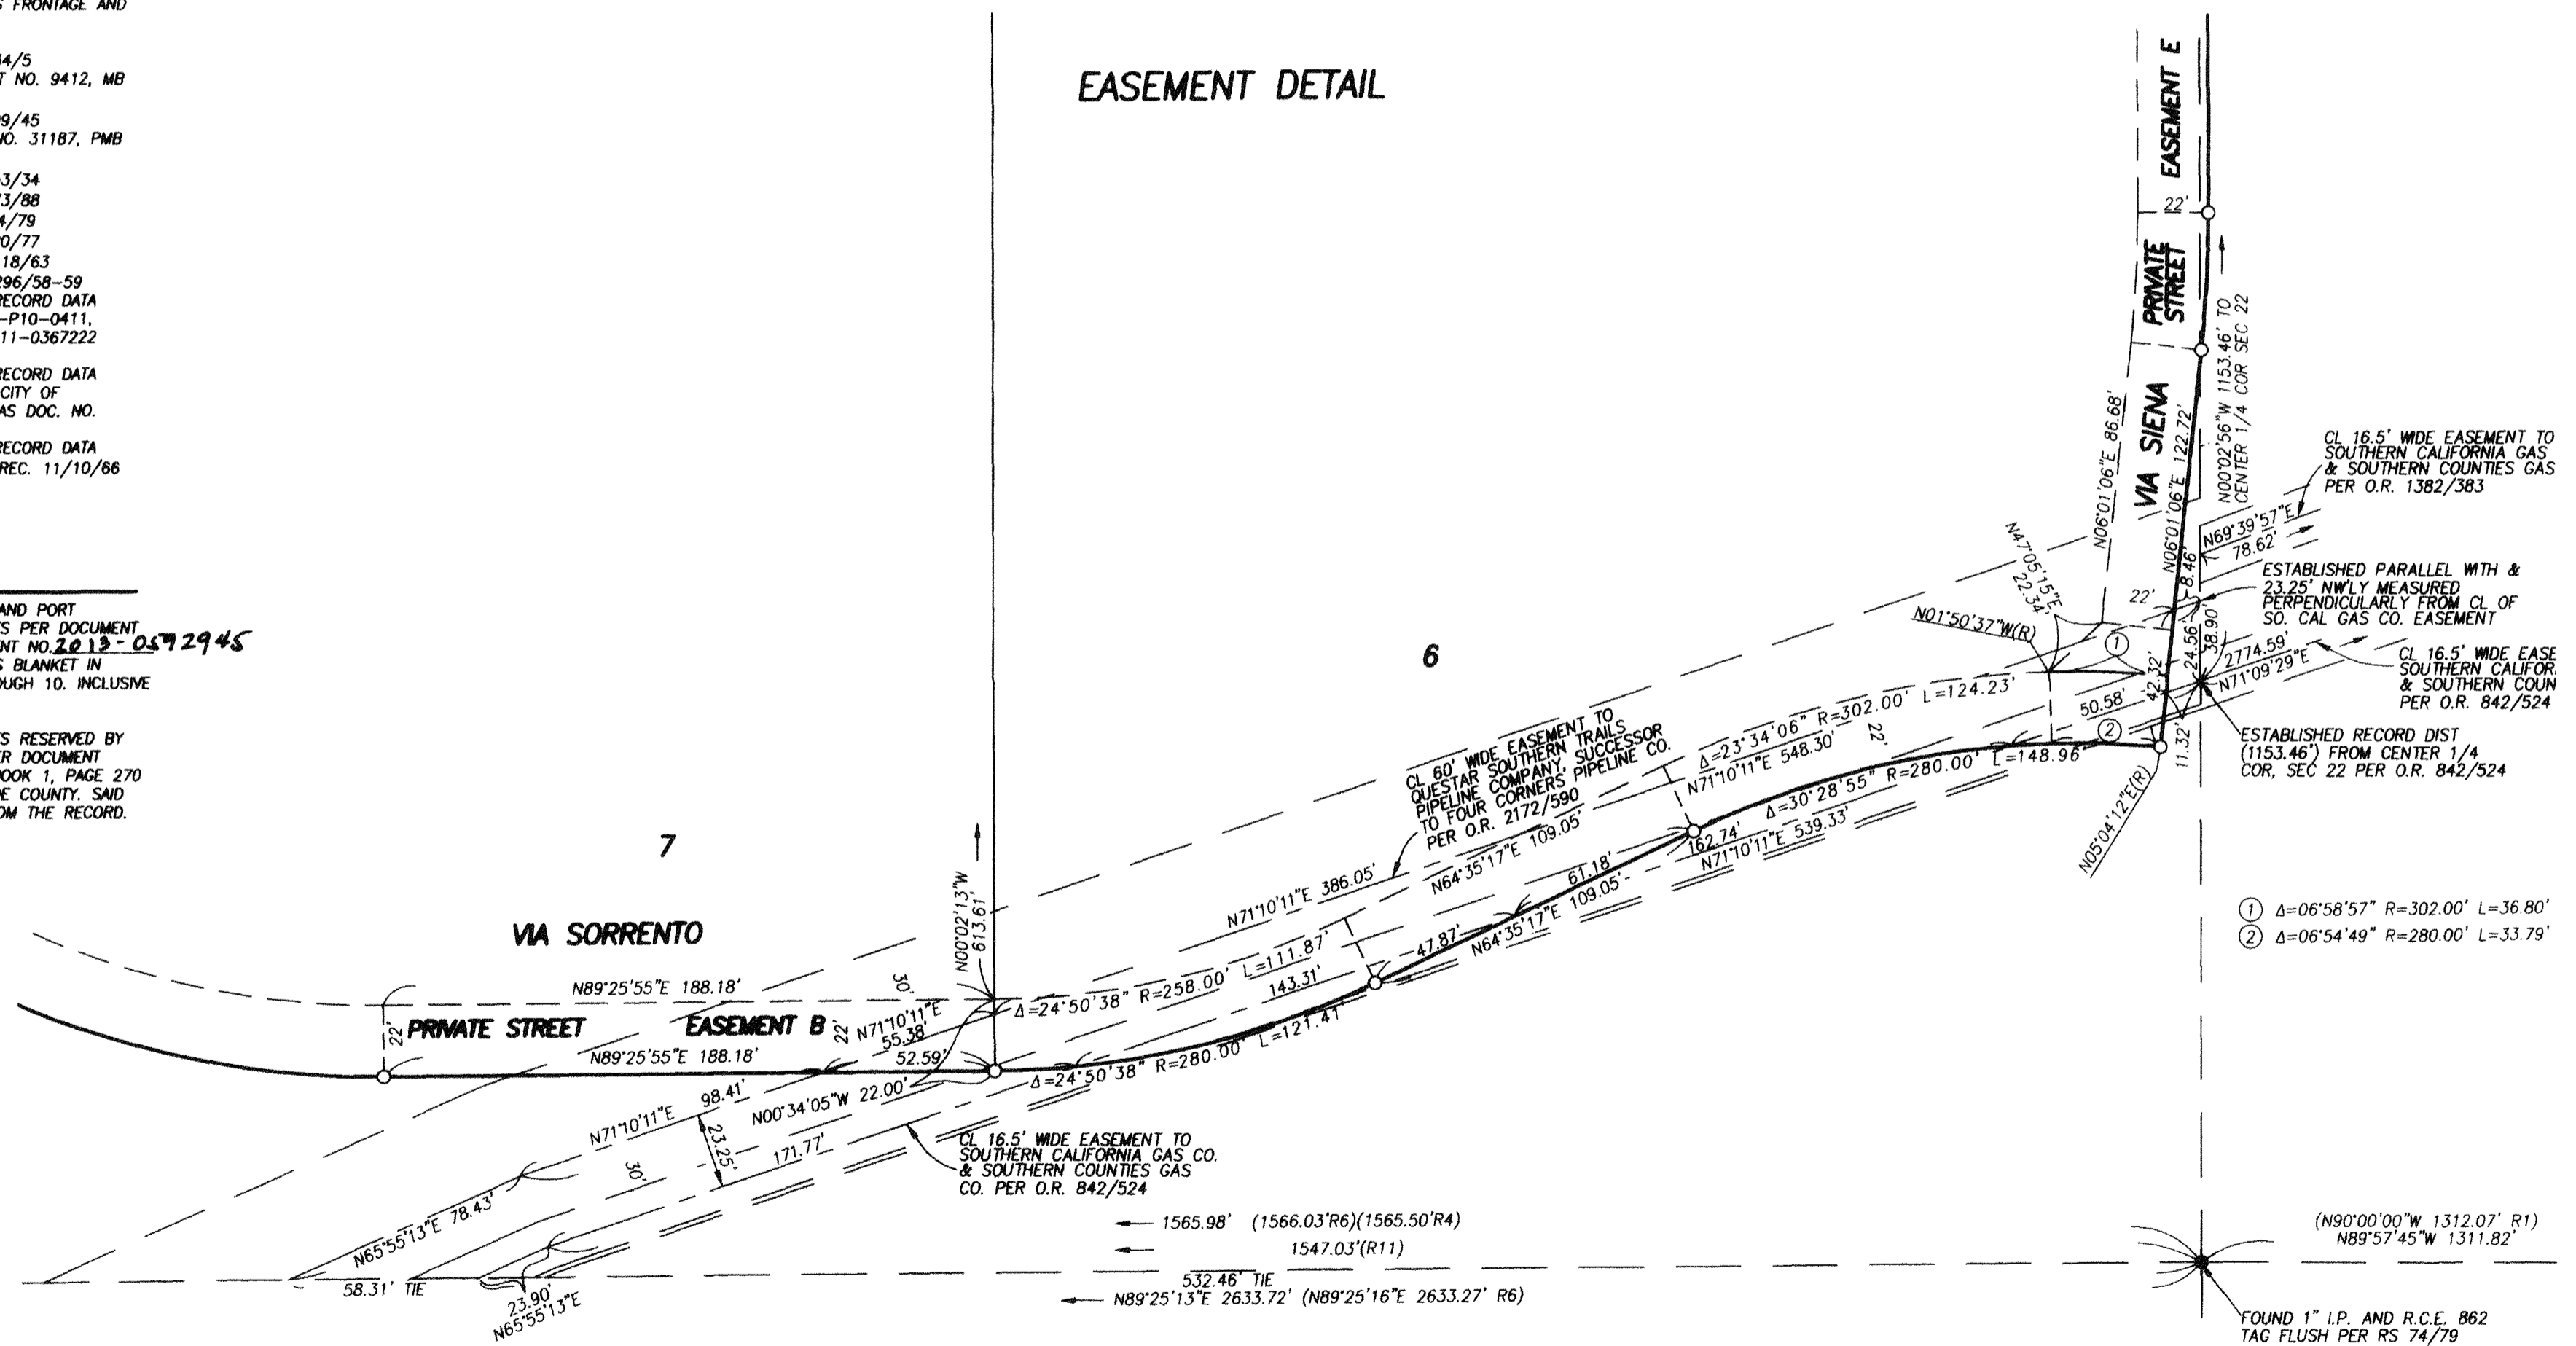 S FRONTAGE AND
64/5
T NO. 9412, MB
9/45
NO. 31187, PMB
3/34
73/88
4/79
0/77
18/63
296/58-59
RECORD DATA
-P10-0411,
11-0367222
RECORD DATA
CITY OF
AS DOC. NO.
RECORD DATA
REC. 11/10/66
AND PORT
S PER DOCUMENT
ENT NO. 2013-0592945
S BLANKET IN
OUGH 10. INCLUSIVE
S RESERVED BY
ER DOCUMENT
OOK 1, PAGE 270
E COUNTY. SAID
OM THE RECORD.
EASEMENT DETAIL
EASEMENT E
22'
PRIVATE
STREET
VIA SIENA
N06°01'06"E 86.68'
N06°01'06"E 122.72'
N00°02'56"W 1153.46' TO
CENTER 1/4 COR SEC 22
CL 16.5' WIDE EASEMENT TO
SOUTHERN CALIFORNIA GAS
& SOUTHERN COUNTIES GAS
PER O.R. 1382/383
N69°39'57"E
78.62'
N47°05'15"E
22.34'
22'
8.46'
ESTABLISHED PARALLEL WITH &
23.25' NW'LY MEASURED
PERPENDICULARLY FROM CL OF
SO. CAL GAS CO. EASEMENT
N01°50'37"W(R)
1
24.56'
38.90'
42.32'
2774.59'
N71°09'29"E
CL 16.5' WIDE EASE
SOUTHERN CALIFOR
& SOUTHERN COUN
PER O.R. 842/524
50.58'
2
11.32'
ESTABLISHED RECORD DIST
(1153.46') FROM CENTER 1/4
COR, SEC 22 PER O.R. 842/524
N05°04'12"E(R)
6
CL 60' WIDE EASEMENT TO
QUESTAR SOUTHERN TRAILS
PIPELINE COMPANY, SUCCESSOR
TO FOUR CORNERS PIPELINE CO.
PER O.R. 2172/590
Δ=23°34'06" R=302.00' L=124.23'
N71°10'11"E 548.30'
22'
Δ=30°28'55" R=280.00' L=148.96'
162.74'
N71°10'11"E 539.33'
N64°35'17"E 109.05'
61.18'
N64°35'17"E 109.05'
47.87'
N71°10'11"E 386.05'
1 Δ=06°58'57" R=302.00' L=36.80'
2 Δ=06°54'49" R=280.00' L=33.79'
7
VIA SORRENTO
N00°02'13"W
613.61'
Δ=24°50'38" R=258.00' L=111.87'
143.31'
N89°25'55"E 188.18'
30'
22'
PRIVATE STREET
EASEMENT B
22'
N71°10'11"E
55.38'
N89°25'55"E 188.18'
52.59'
Δ=24°50'38" R=280.00' L=121.41'
N71°10'11"E 98.41'
N00°34'05"W 22.00'
23.25'
171.77'
30'
CL 16.5' WIDE EASEMENT TO
SOUTHERN CALIFORNIA GAS CO.
& SOUTHERN COUNTIES GAS
CO. PER O.R. 842/524
N65°55'13"E 78.43'
58.31' TIE
23.90'
N65°55'13"E
1565.98' (1566.03'R6)(1565.50'R4)
1547.03'(R11)
532.46' TIE
N89°25'13"E 2633.72' (N89°25'16"E 2633.27' R6)
(N90°00'00"W 1312.07' R1)
N89°57'45"W 1311.82'
FOUND 1" I.P. AND R.C.E. 862
TAG FLUSH PER RS 74/79